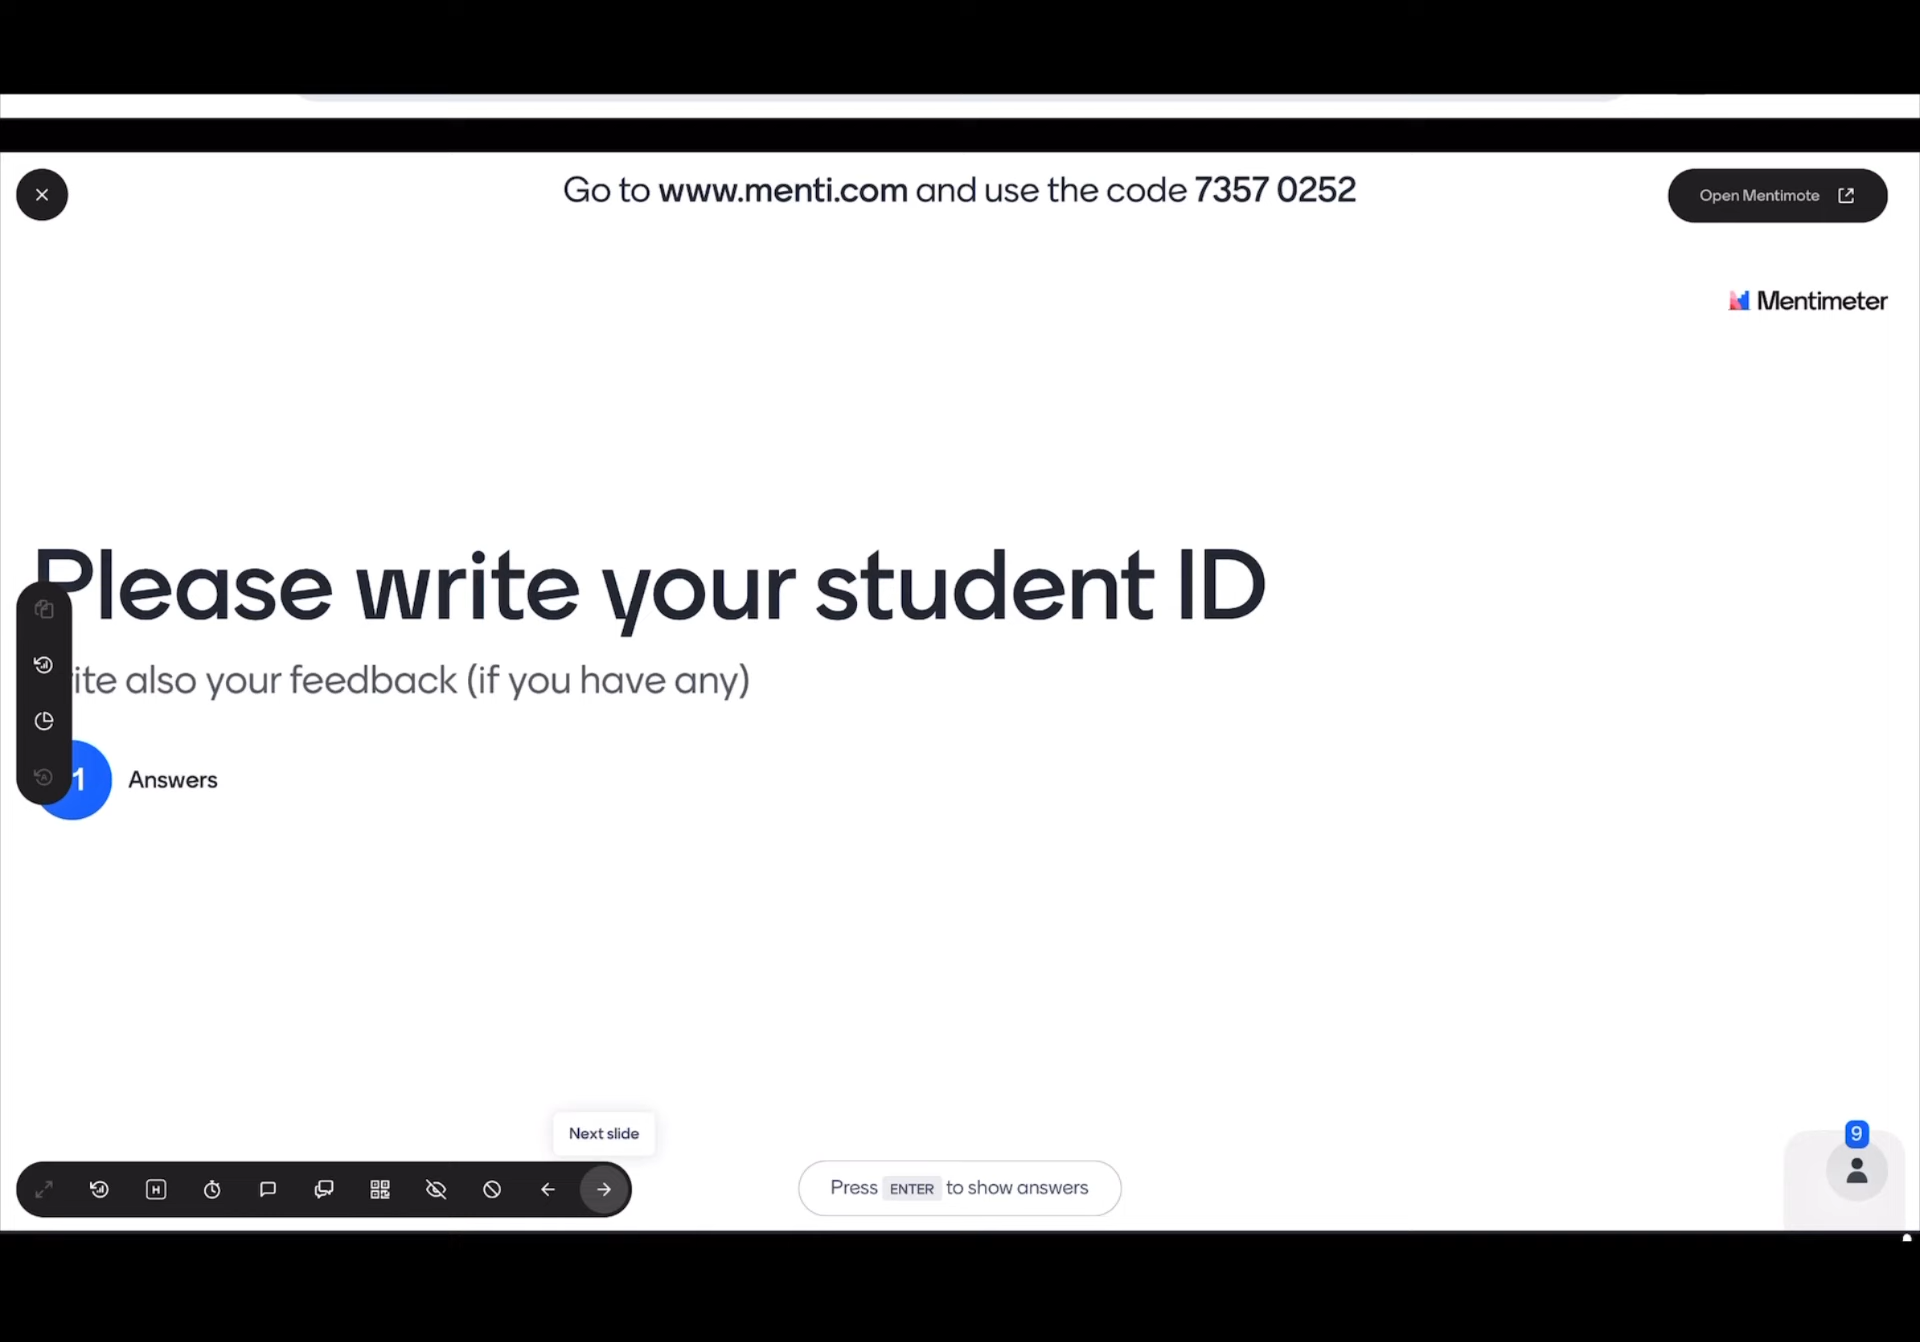 Go to www.menti.com and use the code 7357 0252
Open Mentimote
Mentimeter
Please write your student ID
also your feedback (if you have any)
1 Answers
Next slide
H
Press ENTER to show answers
9